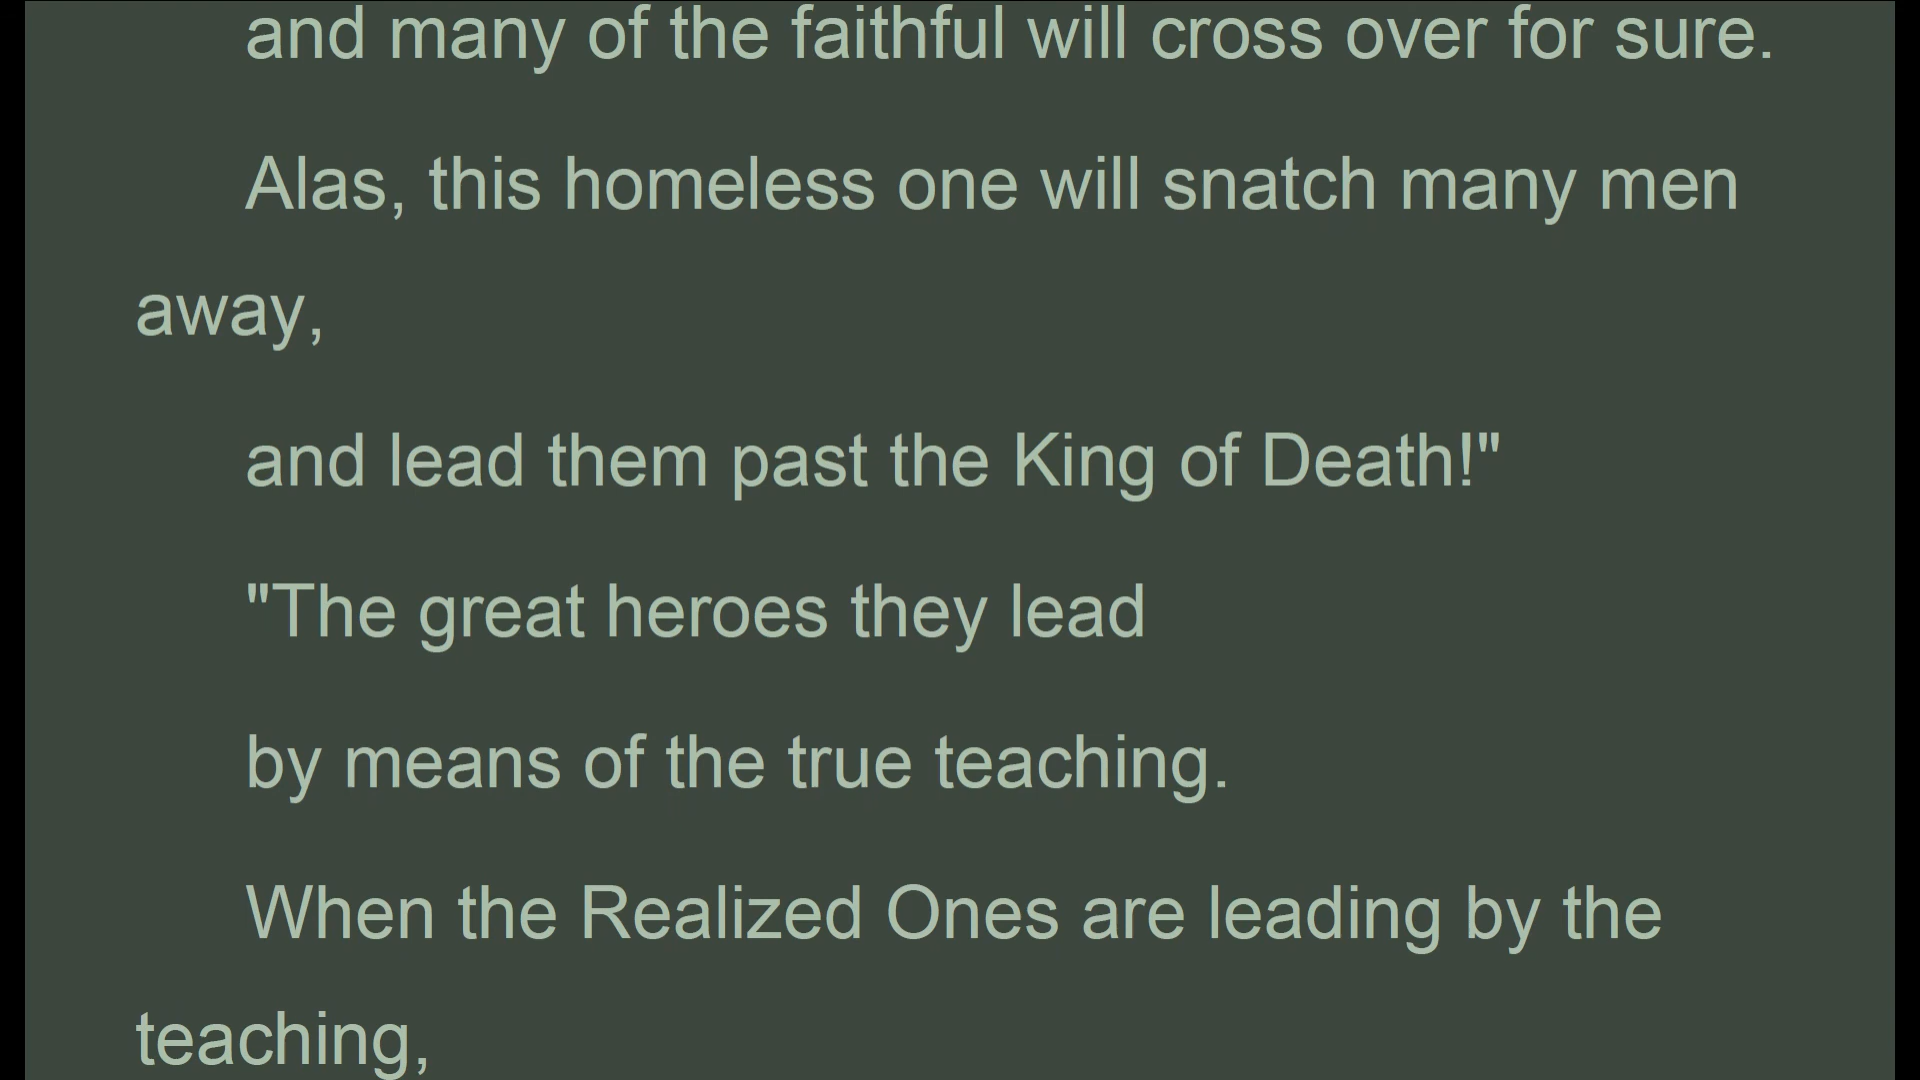 and many of the faithful will cross over for sure.
Alas, this homeless one will snatch many men
away,
and lead them past the King of Death!"
"The great heroes they lead
by means of the true teaching.
When the Realized Ones are leading by the
teaching,